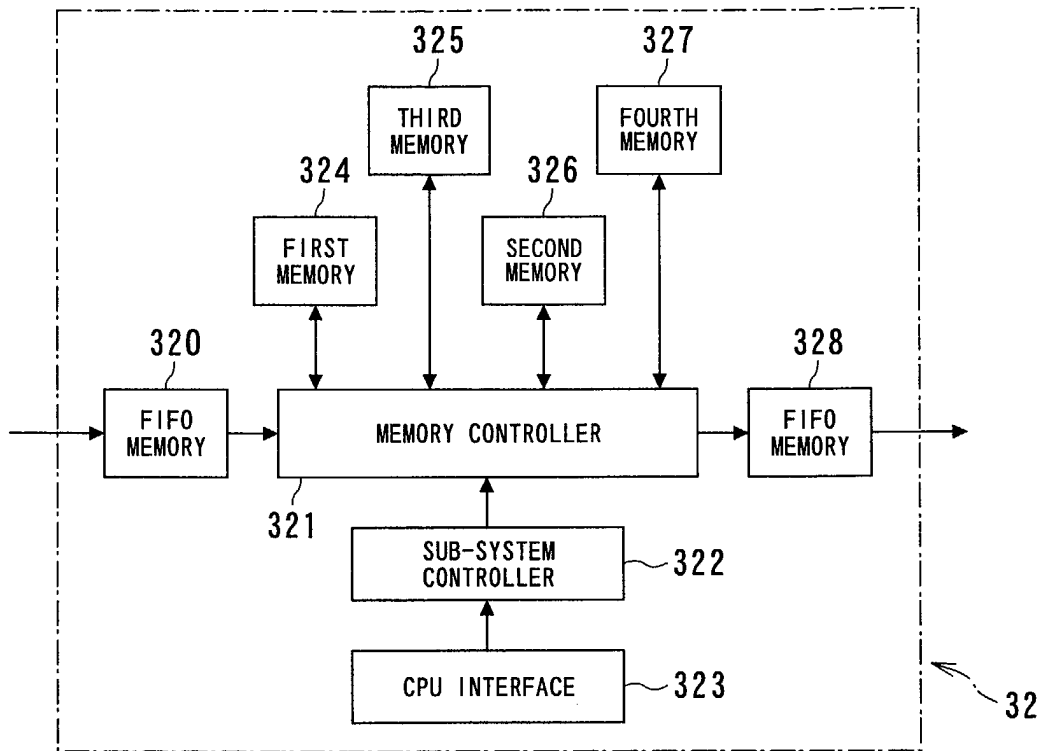 325
327
THIRD
MEMORY
FOURTH
MEMORY
324
326
FIRST
MEMORY
SECOND
MEMORY
320
328
FIFO
MEMORY
MEMORY CONTROLLER
FIFO
MEMORY
321
SUB-SYSTEM
CONTROLLER
322
CPU INTERFACE
323
32